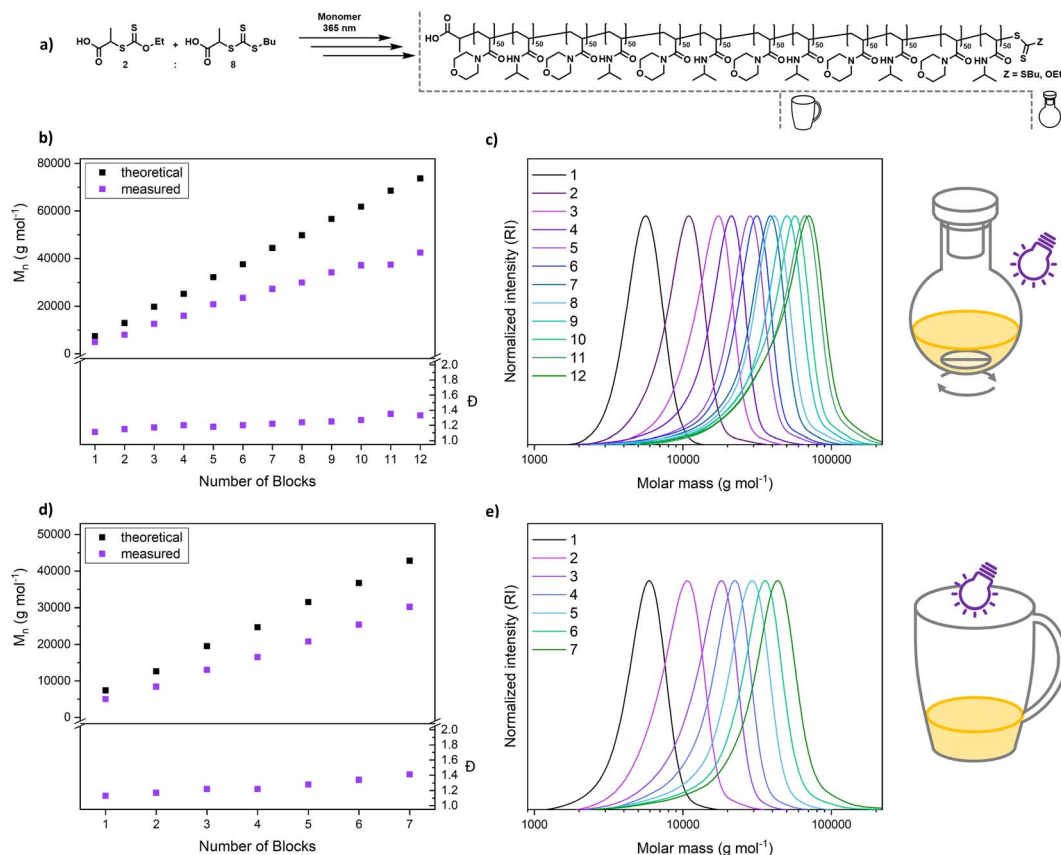 a)
HO
O
S
S
O
Et
2
+
:
HO
O
S
S
S
Bu
8
Monomer
365 nm
HO
O
50 50 50 50 50 50 50 50 50 50 50 50
N O HN O N O HN O N O HN O N O HN O N O HN O N O HN O
O O O O O O
S
S
Z
Z = SBu, OEt
b)
theoretical
measured
80000
60000
40000
20000
0
Mn (g mol⁻¹)
2.0
1.8
1.6
1.4
1.2
1.0
Đ
1 2 3 4 5 6 7 8 9 10 11 12
Number of Blocks
c)
1
2
3
4
5
6
7
8
9
10
11
12
Normalized intensity (RI)
1000 10000 100000
Molar mass (g mol⁻¹)
d)
theoretical
measured
50000
40000
30000
20000
10000
0
Mn (g mol⁻¹)
2.0
1.8
1.6
1.4
1.2
1.0
Đ
1 2 3 4 5 6 7
Number of Blocks
e)
1
2
3
4
5
6
7
Normalized intensity (RI)
1000 10000 100000
Molar mass (g mol⁻¹)